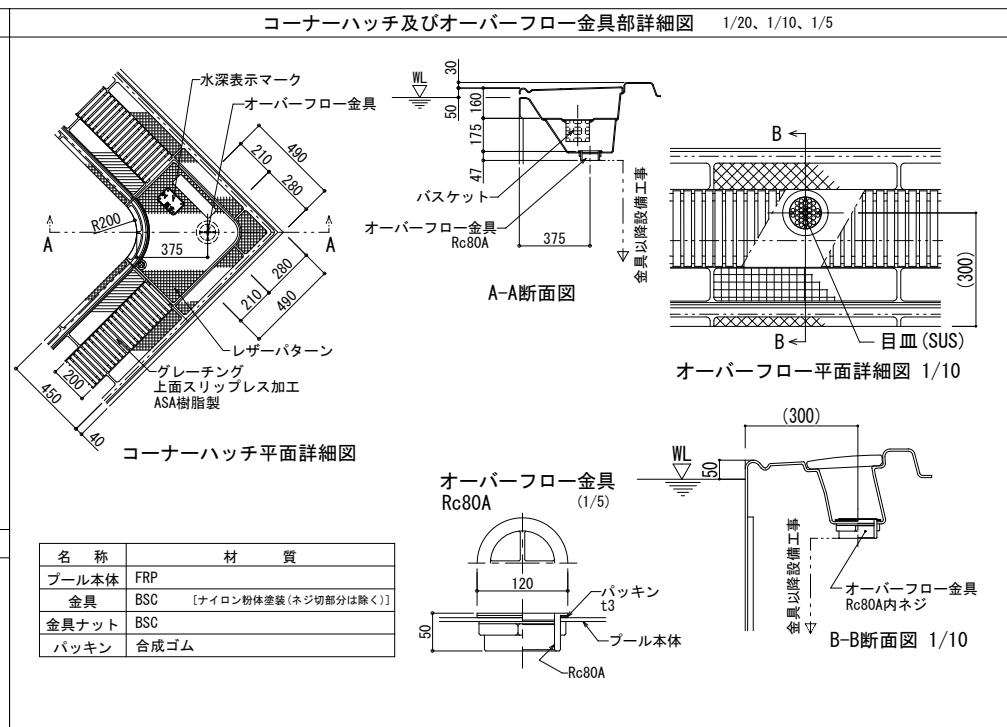 コーナーハッチ及びオーバーフロー金具部詳細図 1/20、1/10、1/5
水深表示マーク
オーバーフロー金具
490
210
280
R200
A
A
375
280
210
490
レザーパターン
グレーチング
上面スリップレス加工
ASA樹脂製
200
450
40
コーナーハッチ平面詳細図
WL
30
50
160
175
47
バスケット
オーバーフロー金具
Rc80A
375
金具以降設備工事
A-A断面図
B
B
(300)
目皿(SUS)
オーバーフロー平面詳細図 1/10
オーバーフロー金具
Rc80A (1/5)
120
パッキン
t3
50
プール本体
Rc80A
(300)
WL
50
金具以降設備工事
オーバーフロー金具
Rc80A内ネジ
B-B断面図 1/10
名 称 材 質
プール本体 FRP
金具 BSC [ナイロン粉体塗装(ネジ切部分は除く)]
金具ナット BSC
パッキン 合成ゴム